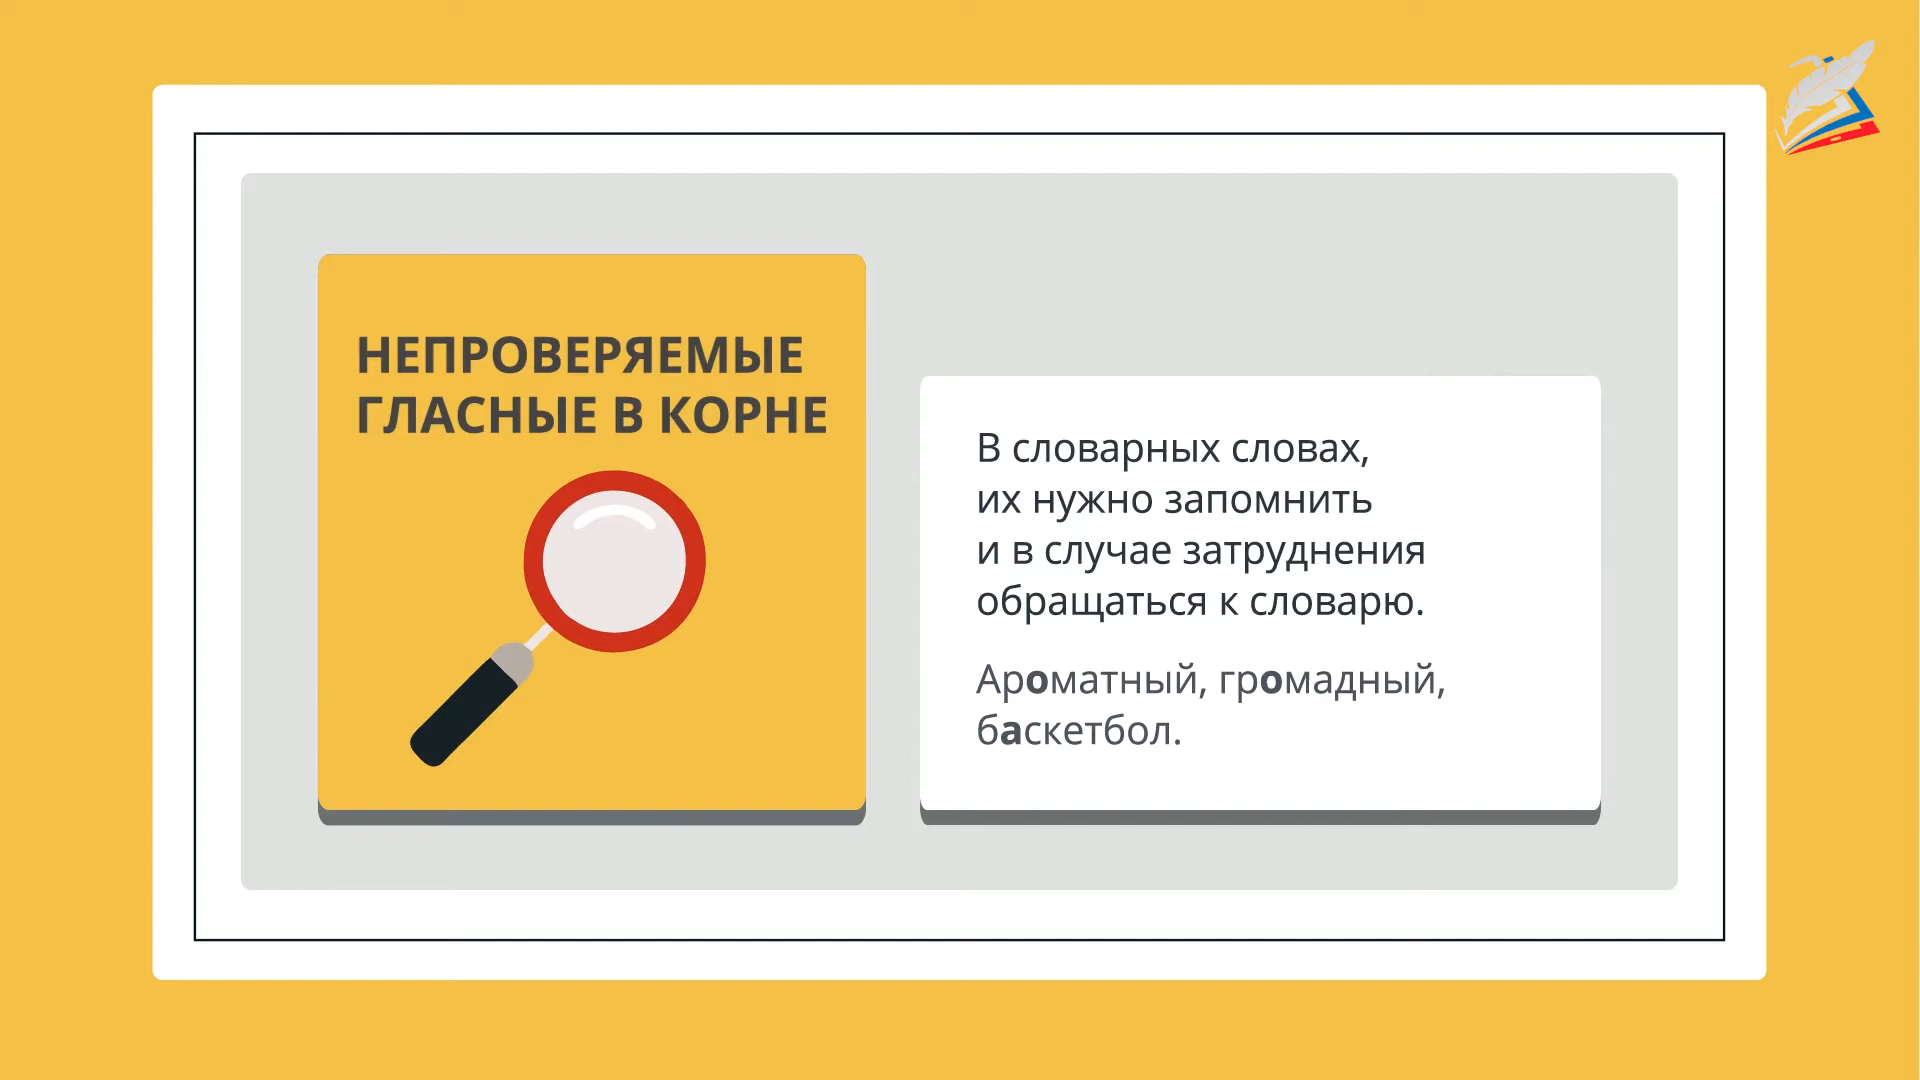 НЕПРОВЕРЯЕМЫЕ
ГЛАСНЫЕ В КОРНЕ
В словарных словах,
их нужно запомнить
и в случае затруднения
обращаться к словарю.
Ароматный, громадный,
баскетбол.